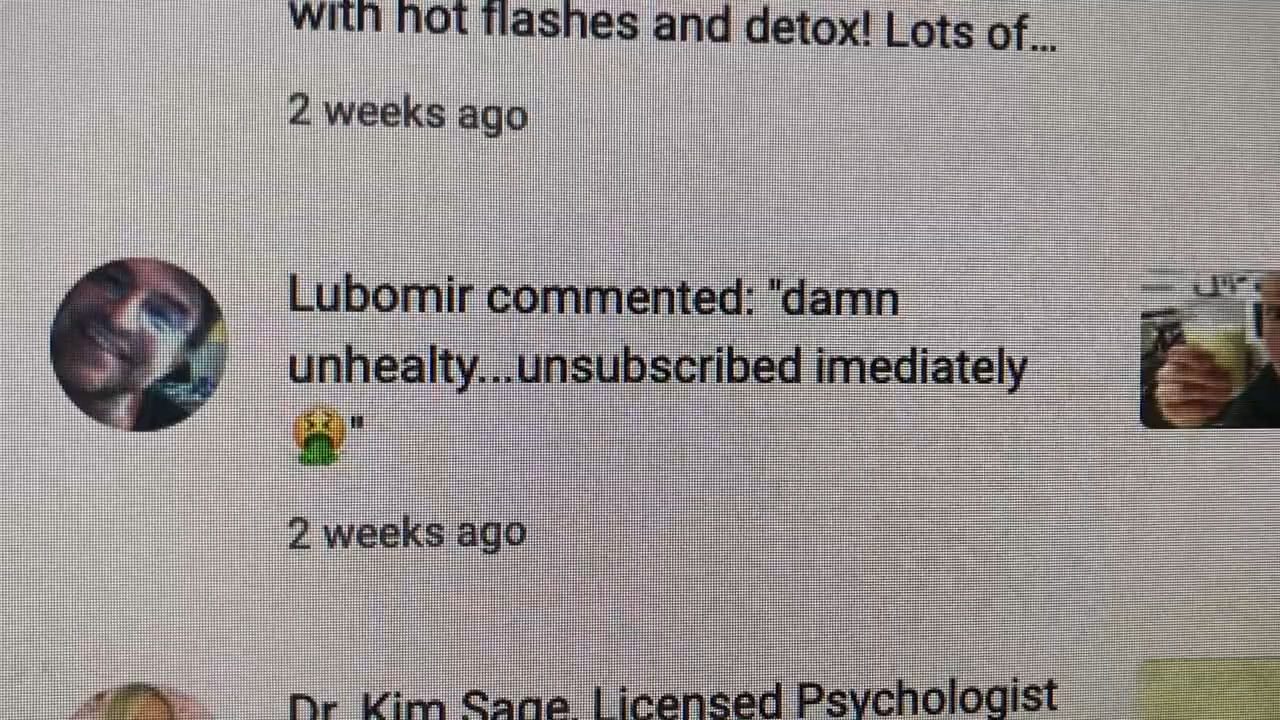 with hot flashes and detox! Lots of...
2 weeks ago
Lubomir commented: "damn
unhealty...unsubscribed imediately
🤮"
2 weeks ago
Dr. Kim Sage, Licensed Psychologist